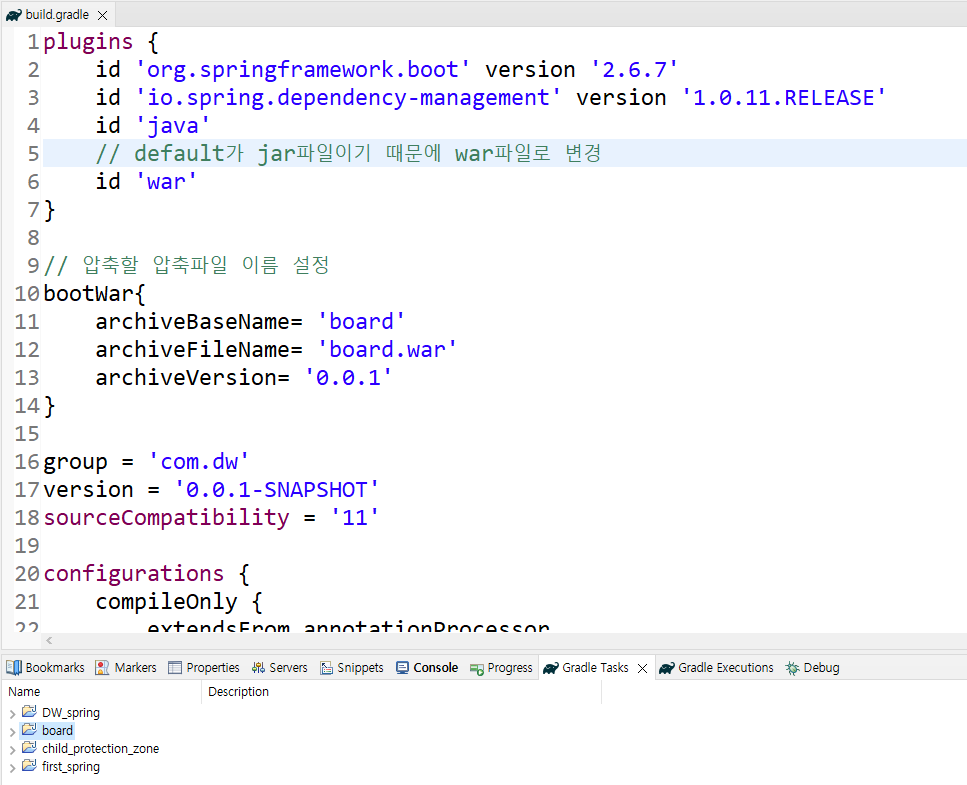 build.gradle
1 plugins {
2     id 'org.springframework.boot' version '2.6.7'
3     id 'io.spring.dependency-management' version '1.0.11.RELEASE'
4     id 'java'
5     // default가 jar파일이기 때문에 war파일로 변경
6     id 'war'
7 }
8
9 // 압축할 압축파일 이름 설정
10 bootWar{
11     archiveBaseName= 'board'
12     archiveFileName= 'board.war'
13     archiveVersion= '0.0.1'
14 }
15
16 group = 'com.dw'
17 version = '0.0.1-SNAPSHOT'
18 sourceCompatibility = '11'
19
20 configurations {
21     compileOnly {
22         extendsFrom annotationProcessor
Bookmarks Markers Properties Servers Snippets Console Progress Gradle Tasks Gradle Executions Debug
Name Description
DW_spring
board
child_protection_zone
first_spring